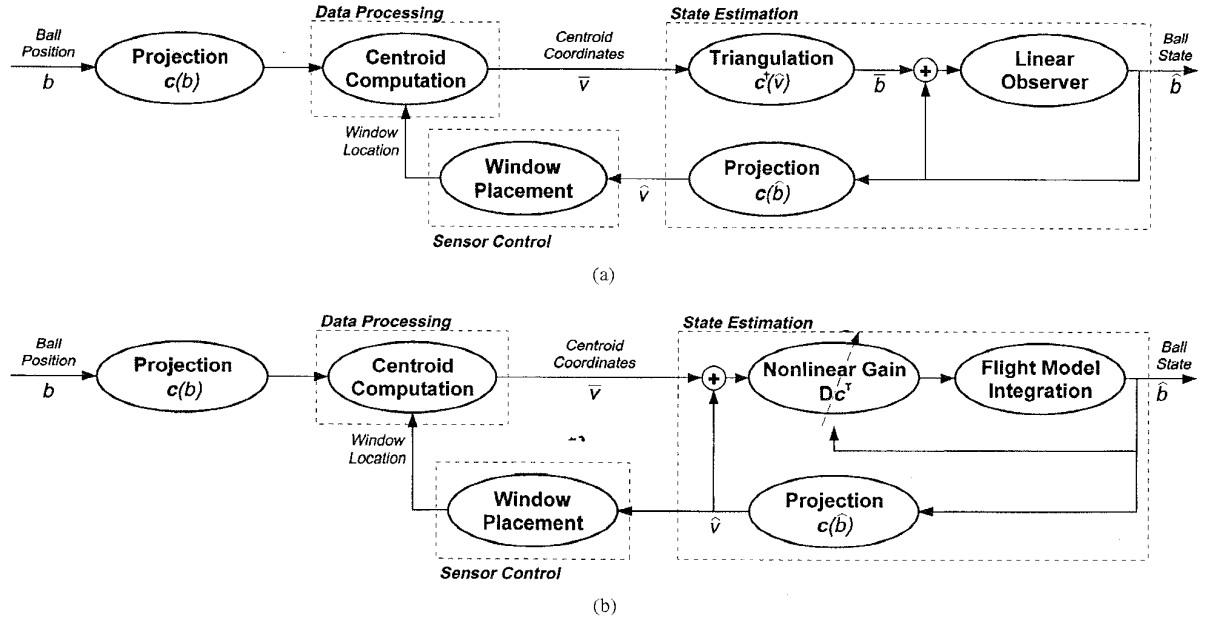 Data Processing
State Estimation
Ball
Position
b
Projection
c(b)
Centroid
Computation
Centroid
Coordinates
v̅
Triangulation
c†(v̂)
b̅
+
Linear
Observer
Ball
State
b̂
Window
Location
Window
Placement
v̂
Projection
c(b̂)
Sensor Control
(a)
Data Processing
State Estimation
Ball
Position
b
Projection
c(b)
Centroid
Computation
Centroid
Coordinates
v̅
+
Nonlinear Gain
Dcᵀ
Flight Model
Integration
Ball
State
b̂
Window
Location
Window
Placement
v̂
Projection
c(b̂)
Sensor Control
(b)